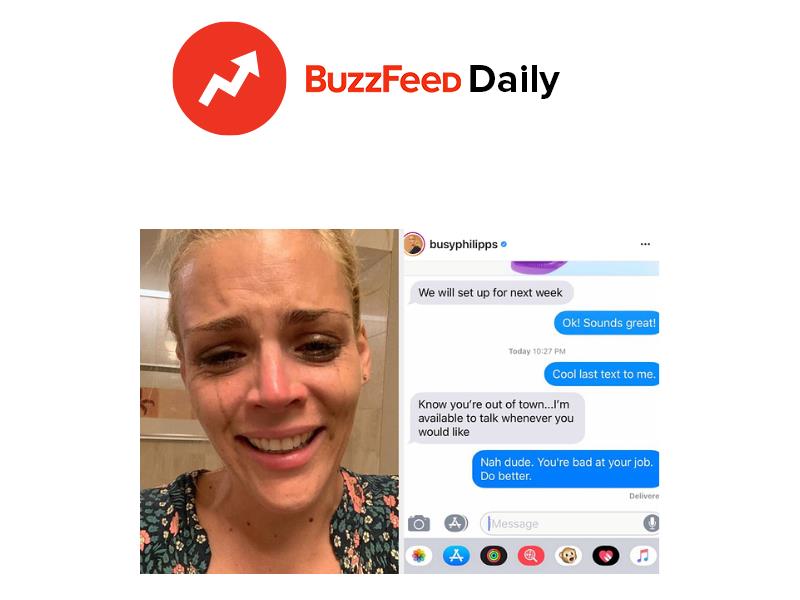 BuzzFeed Daily
busyphilipps
We will set up for next week
Ok! Sounds great!
Today 10:27 PM
Cool last text to me.
Know you're out of town...I'm
available to talk whenever you
would like
Nah dude. You're bad at your job.
Do better.
Delivere
Message